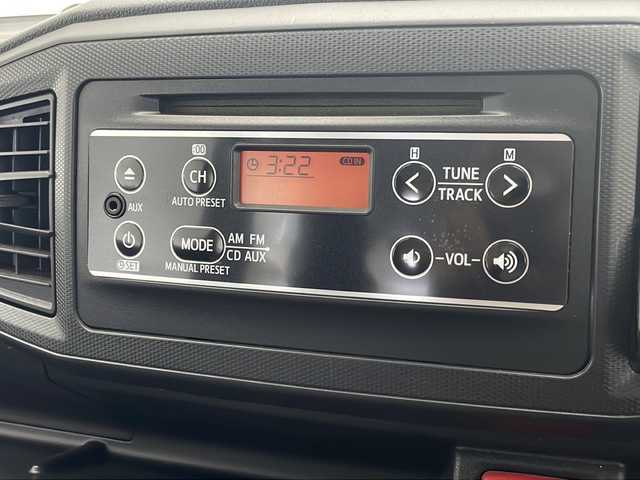 :00
3:22
CD IN
CH
AUTO PRESET
AUX
H
M
TUNE
TRACK
MODE
AM FM
CD AUX
MANUAL PRESET
SET
VOL